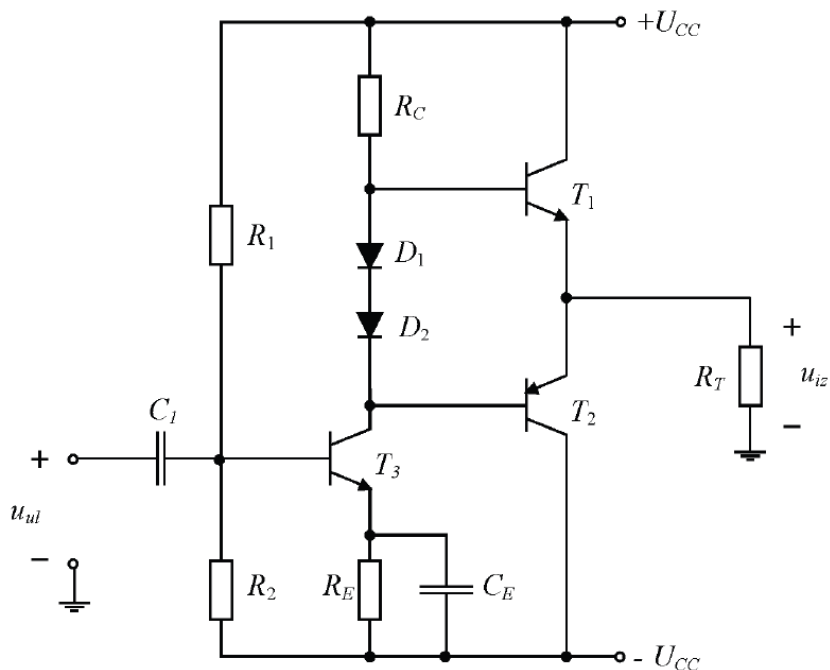 +U_CC
R_C
T_1
R_1
D_1
D_2
+
C_1
R_T
u_iz
T_2
+
T_3
−
u_ul
−
R_2
R_E
C_E
- U_CC